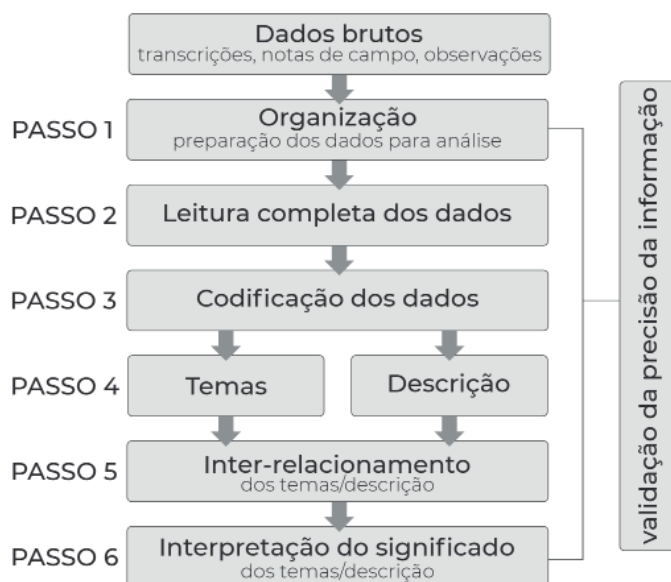 Dados brutos
transcrições, notas de campo, observações
PASSO 1
Organização
preparação dos dados para análise
PASSO 2
Leitura completa dos dados
PASSO 3
Codificação dos dados
PASSO 4
Temas
Descrição
PASSO 5
Inter-relacionamento
dos temas/descrição
PASSO 6
Interpretação do significado
dos temas/descrição
validação da precisão da informação